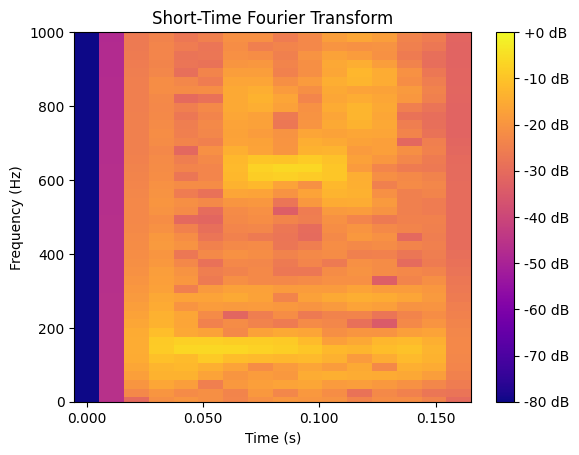 Short-Time Fourier Transform
1000
800
600
400
200
0
Frequency (Hz)
0.000
0.050
0.100
0.150
Time (s)
+0 dB
-10 dB
-20 dB
-30 dB
-40 dB
-50 dB
-60 dB
-70 dB
-80 dB